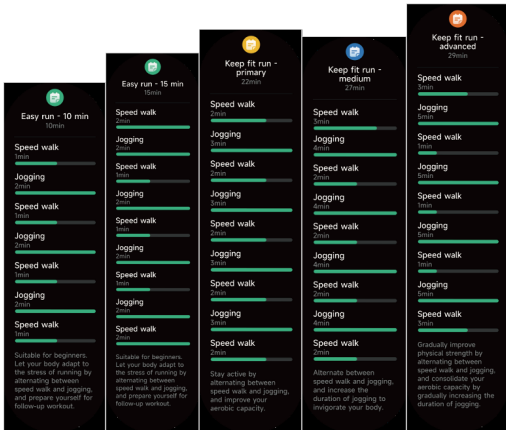 Easy run - 10 min
10min
Speed walk
1min
Jogging
2min
Speed walk
1min
Jogging
2min
Speed walk
1min
Jogging
2min
Speed walk
1min
Suitable for beginners.
Let your body adapt to
the stress of running by
alternating between
speed walk and jogging,
and prepare yourself for
follow-up workout.
Easy run - 15 min
15min
Speed walk
2min
Jogging
2min
Speed walk
1min
Jogging
2min
Speed walk
1min
Jogging
2min
Speed walk
1min
Jogging
2min
Speed walk
2min
Suitable for beginners.
Let your body adapt to
the stress of running by
alternating between
speed walk and jogging,
and prepare yourself for
follow-up workout.
Keep fit run -
primary
22min
Speed walk
2min
Jogging
3min
Speed walk
2min
Jogging
3min
Speed walk
2min
Jogging
3min
Speed walk
2min
Jogging
3min
Speed walk
2min
Stay active by
alternating between
speed walk and jogging,
and improve your
aerobic capacity.
Keep fit run -
medium
27min
Speed walk
3min
Jogging
4min
Speed walk
2min
Jogging
4min
Speed walk
2min
Jogging
4min
Speed walk
2min
Jogging
4min
Speed walk
2min
Alternate between
speed walk and jogging,
and increase the
duration of jogging to
invigorate your body.
Keep fit run -
advanced
29min
Speed walk
3min
Jogging
5min
Speed walk
1min
Jogging
5min
Speed walk
1min
Jogging
5min
Speed walk
1min
Jogging
5min
Speed walk
3min
Gradually improve
physical strength by
alternating between
speed walk and jogging,
and consolidate your
aerobic capacity by
gradually increasing the
duration of jogging.